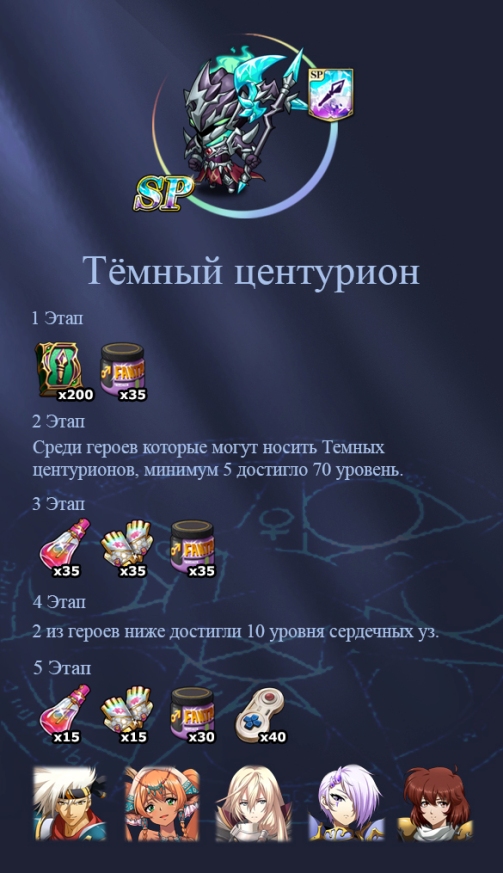 SP
SP
Тёмный центурион
1 Этап
x200 x35
2 Этап
Среди героев которые могут носить Темных
центурионов, минимум 5 достигло 70 уровень.
3 Этап
x35 x35 x35
4 Этап
2 из героев ниже достигли 10 уровня сердечных уз.
5 Этап
x15 x15 x30 x40